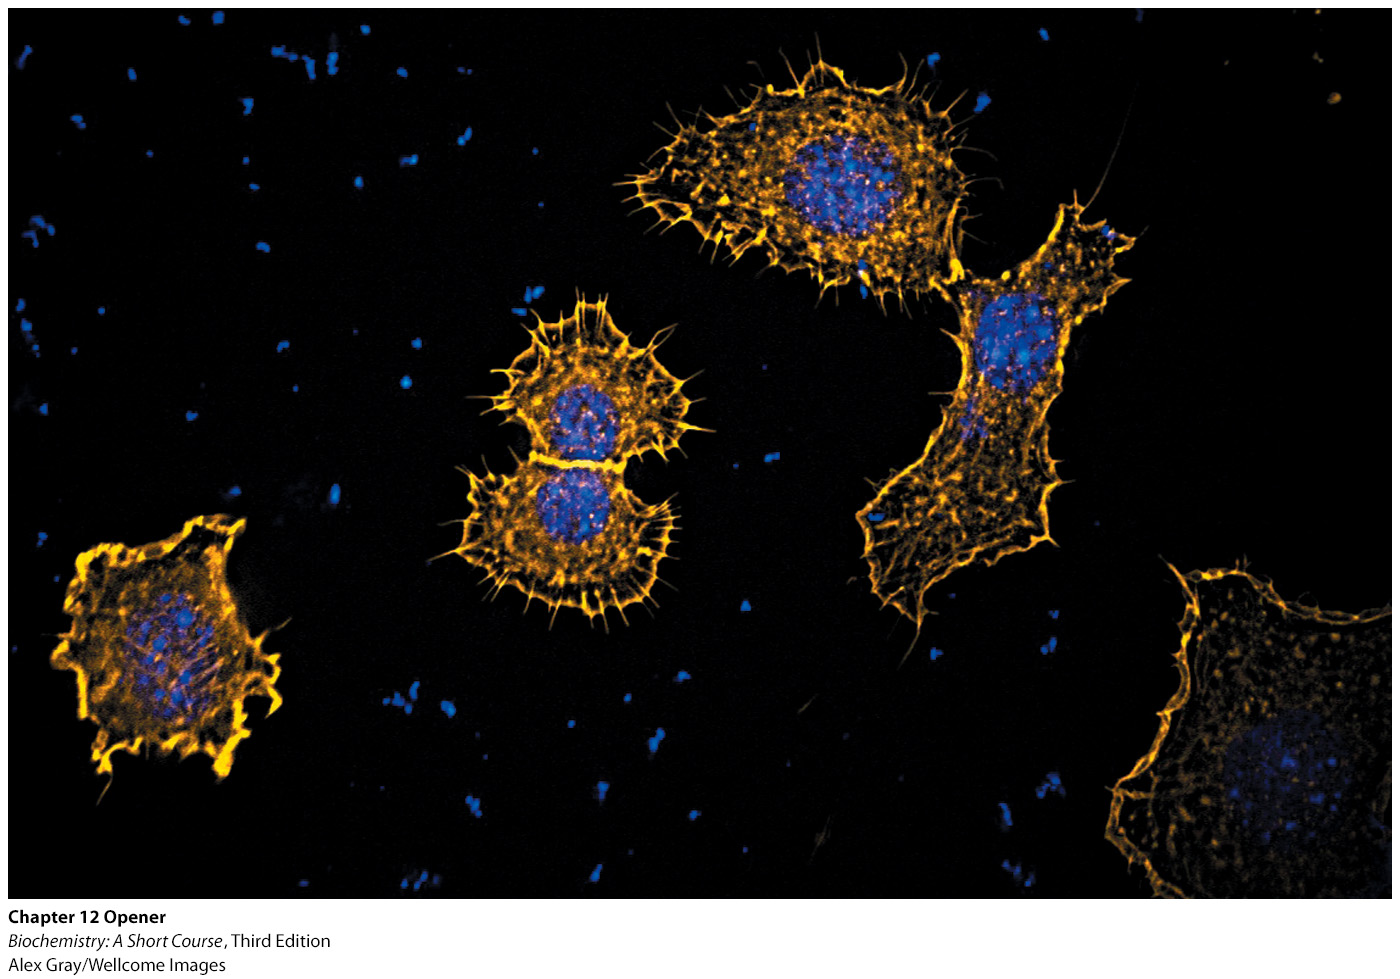 Chapter 12 Opener
Biochemistry: A Short Course, Third Edition
Alex Gray/Wellcome Images